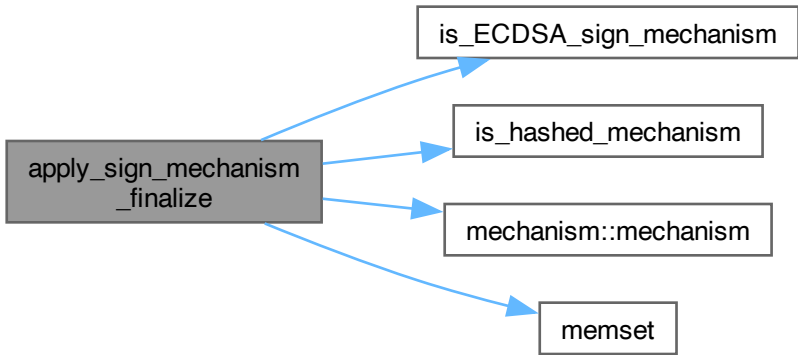 is_ECDSA_sign_mechanism
is_hashed_mechanism
apply_sign_mechanism
_finalize
mechanism::mechanism
memset